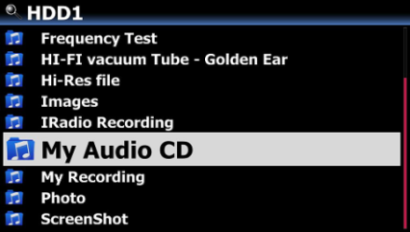 HDD1
Frequency Test
HI-FI vacuum Tube - Golden Ear
Hi-Res file
Images
IRadio Recording
My Audio CD
My Recording
Photo
ScreenShot